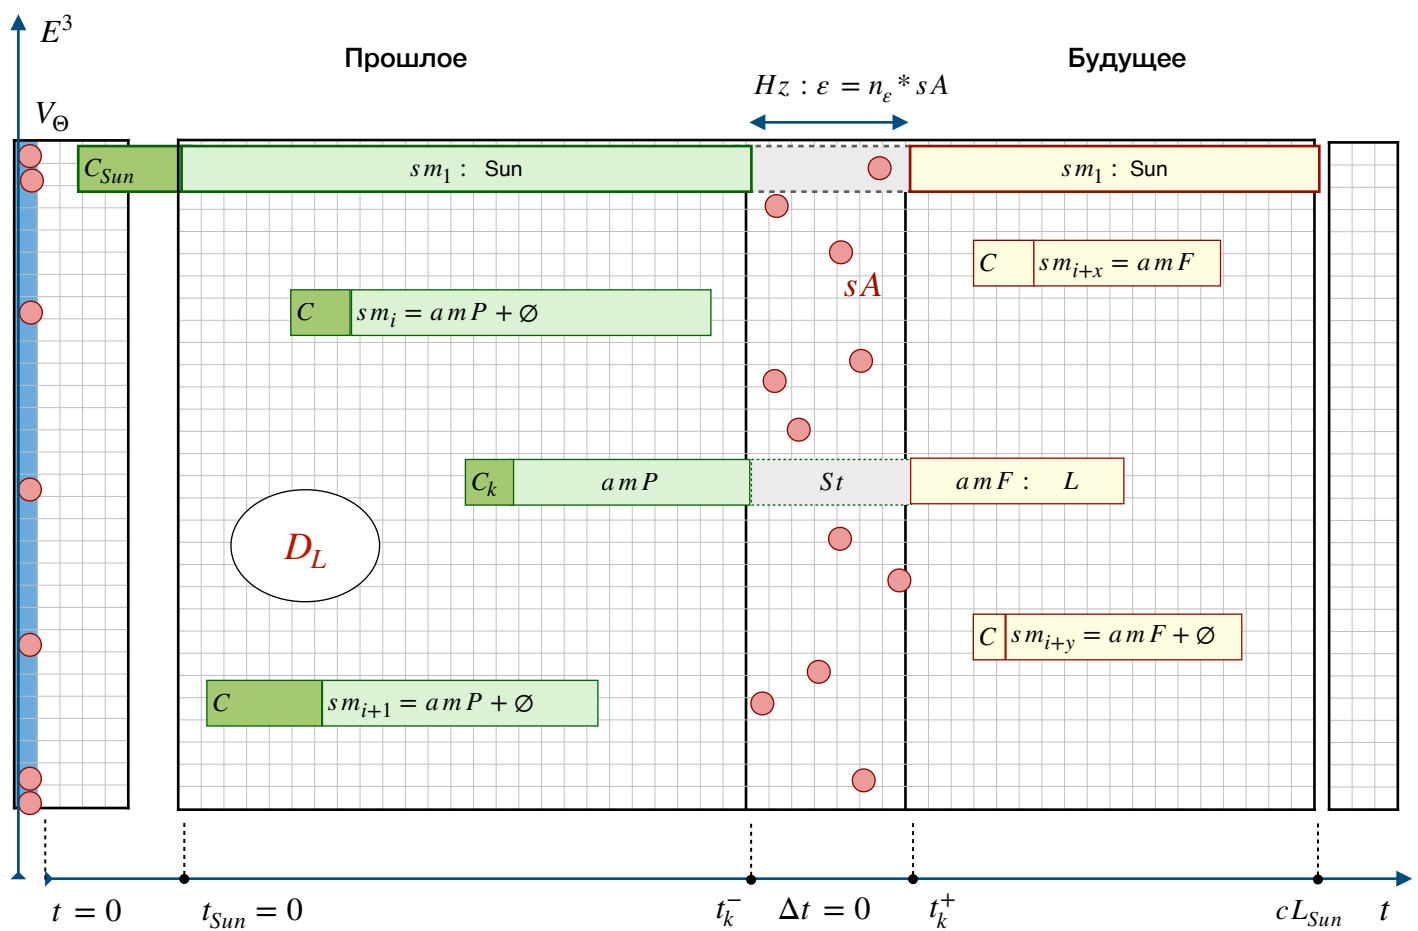 E³
Прошлое
Будущее
Hz : ε = n_ε * sA
V_Θ
C_Sun
sm₁ : Sun
sm₁ : Sun
C
sm_{i+x} = amF
sA
C
sm_i = amP + ∅
C_k
amP
St
amF : L
D_L
C
sm_{i+y} = amF + ∅
C
sm_{i+1} = amP + ∅
t = 0
t_Sun = 0
t_k^-
Δt = 0
t_k^+
cL_Sun
t